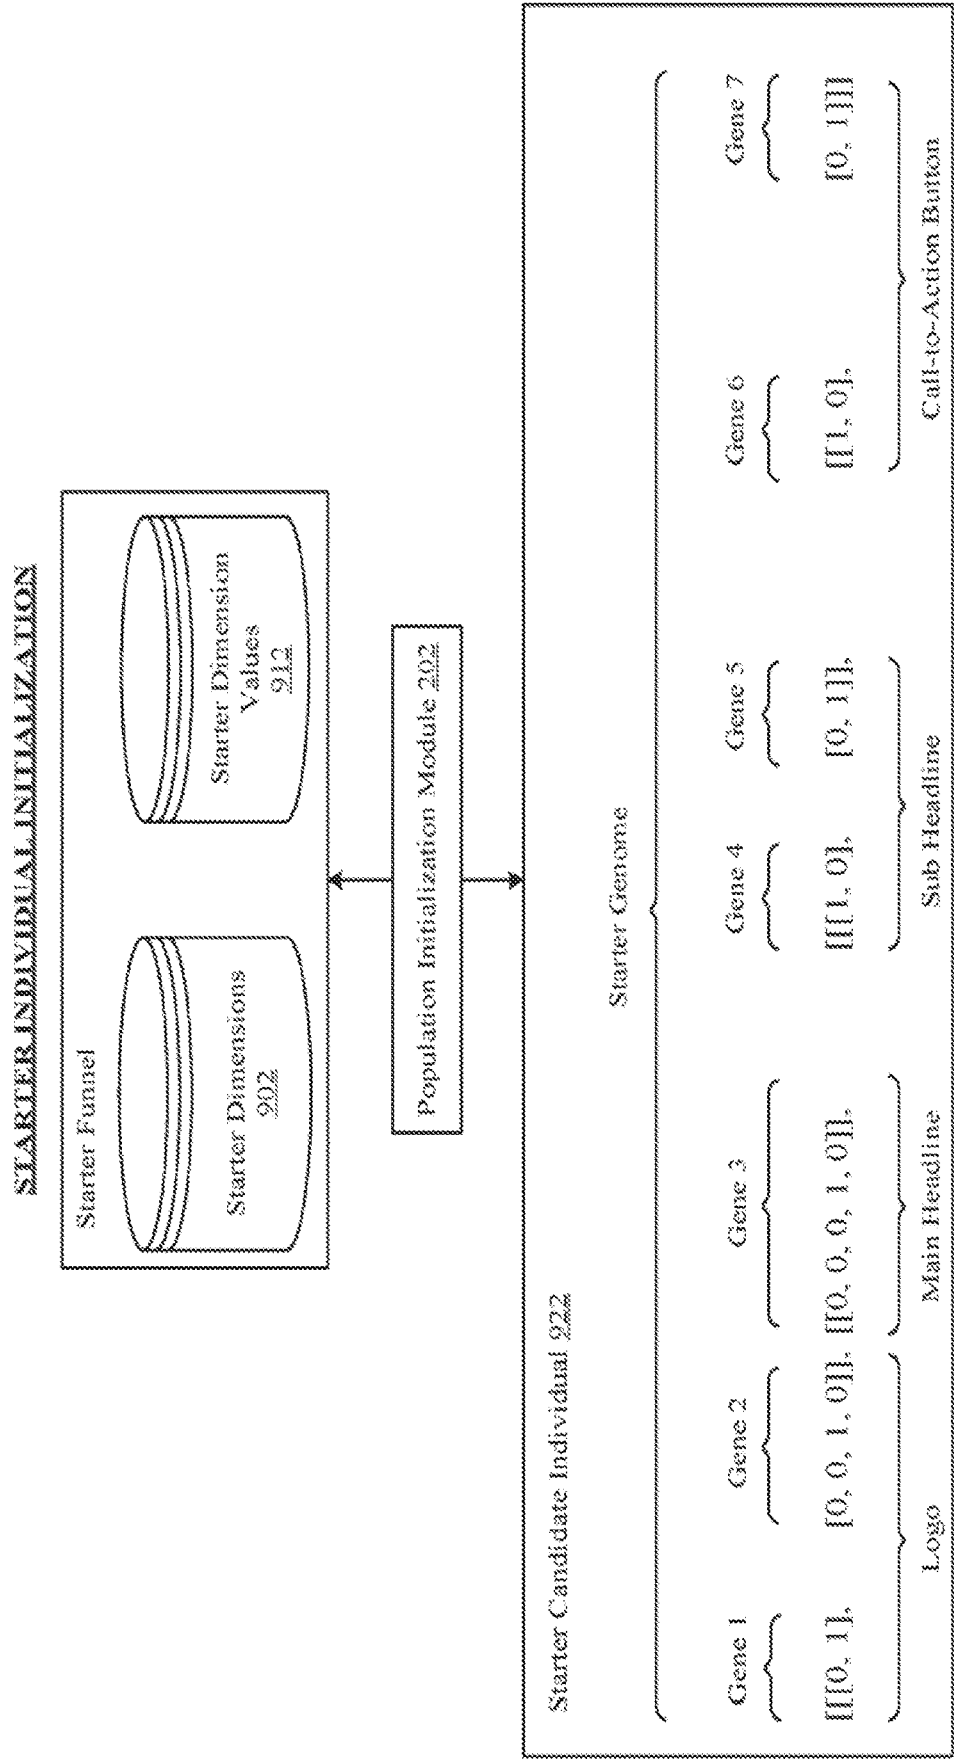 STARTER INDIVIDUAL INITIALIZATION
Starter Funnel
Starter Dimensions
902
Starter Dimension
Values
912
Population Initialization Module 202
Starter Candidate Individual 922
Starter Genome
Gene 1 Gene 2 Gene 3 Gene 4 Gene 5 Gene 6 Gene 7
[[[[0, 1], [0, 0, 1, 0]], [[0, 0, 0, 1, 0]], [[[1, 0], [0, 1]], [[1, 0], [0, 1]]]
Logo Main Headline Sub Headline Call-to-Action Button